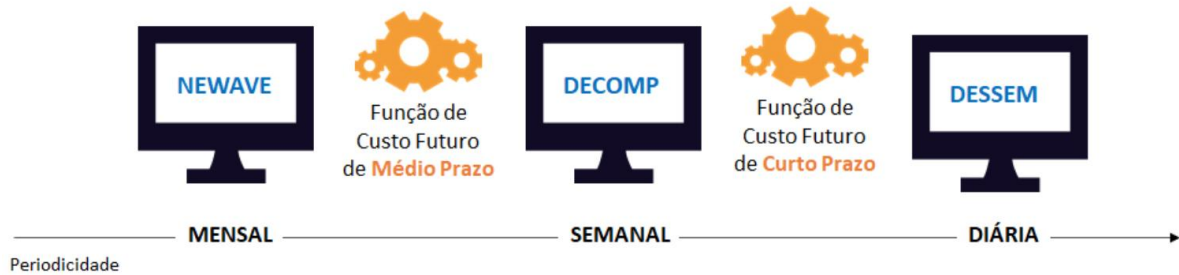 NEWAVE
Função de
Custo Futuro
de Médio Prazo
DECOMP
Função de
Custo Futuro
de Curto Prazo
DESSEM
MENSAL
SEMANAL
DIÁRIA
Periodicidade